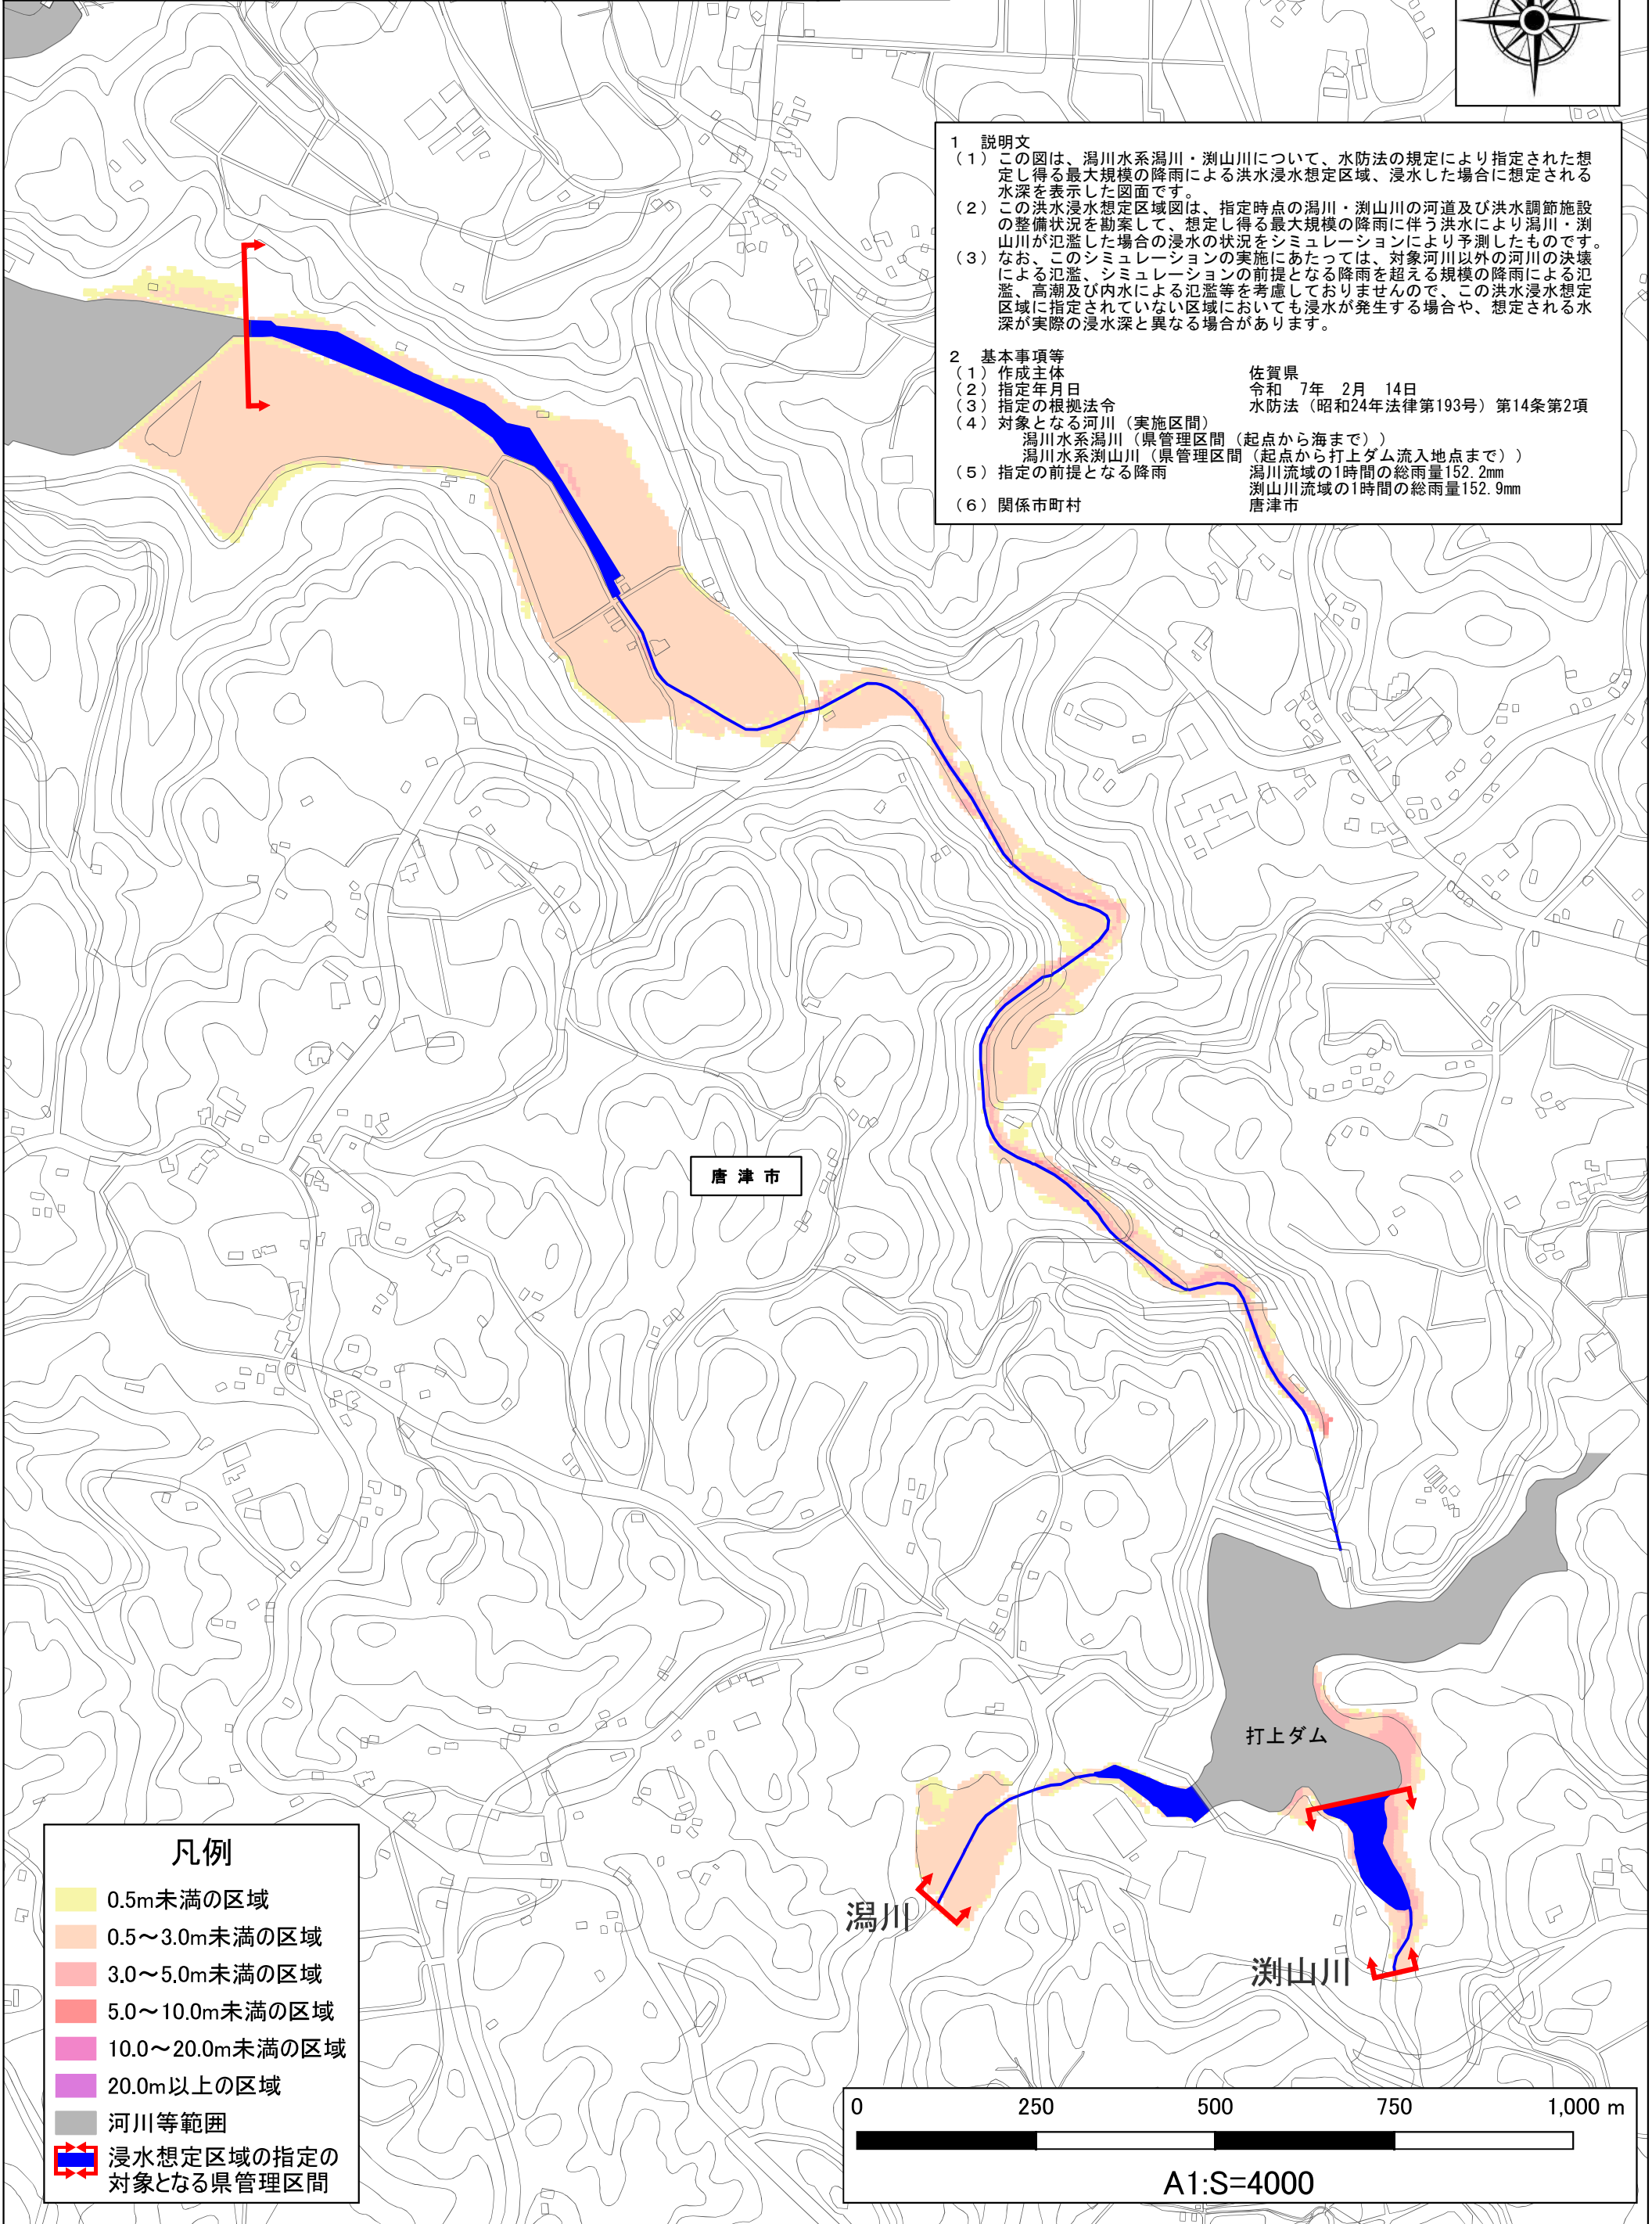 1　説明文
（1）この図は、潟川水系潟川・渕山川について、水防法の規定により指定された想
定し得る最大規模の降雨による洪水浸水想定区域、浸水した場合に想定される
水深を表示した図面です。
（2）この洪水浸水想定区域図は、指定時点の潟川・渕山川の河道及び洪水調節施設
の整備状況を勘案して、想定し得る最大規模の降雨に伴う洪水により潟川・渕
山川が氾濫した場合の浸水の状況をシミュレーションにより予測したものです。
（3）なお、このシミュレーションの実施にあたっては、対象河川以外の河川の決壊
による氾濫、シミュレーションの前提となる降雨を超える規模の降雨による氾
濫、高潮及び内水による氾濫等を考慮しておりませんので、この洪水浸水想定
区域に指定されていない区域においても浸水が発生する場合や、想定される水
深が実際の浸水深と異なる場合があります。
2　基本事項等
（1）作成主体　佐賀県
（2）指定年月日　令和　7年　2月　14日
（3）指定の根拠法令　水防法（昭和24年法律第193号）第14条第2項
（4）対象となる河川（実施区間）
潟川水系潟川（県管理区間（起点から海まで））
潟川水系渕山川（県管理区間（起点から打上ダム流入地点まで））
（5）指定の前提となる降雨　潟川流域の1時間の総雨量152.2mm
渕山川流域の1時間の総雨量152.9mm
（6）関係市町村　唐津市
唐津市
打上ダム
潟川
渕山川
凡例
0.5m未満の区域
0.5～3.0m未満の区域
3.0～5.0m未満の区域
5.0～10.0m未満の区域
10.0～20.0m未満の区域
20.0m以上の区域
河川等範囲
浸水想定区域の指定の
対象となる県管理区間
0　250　500　750　1,000 m
A1:S=4000